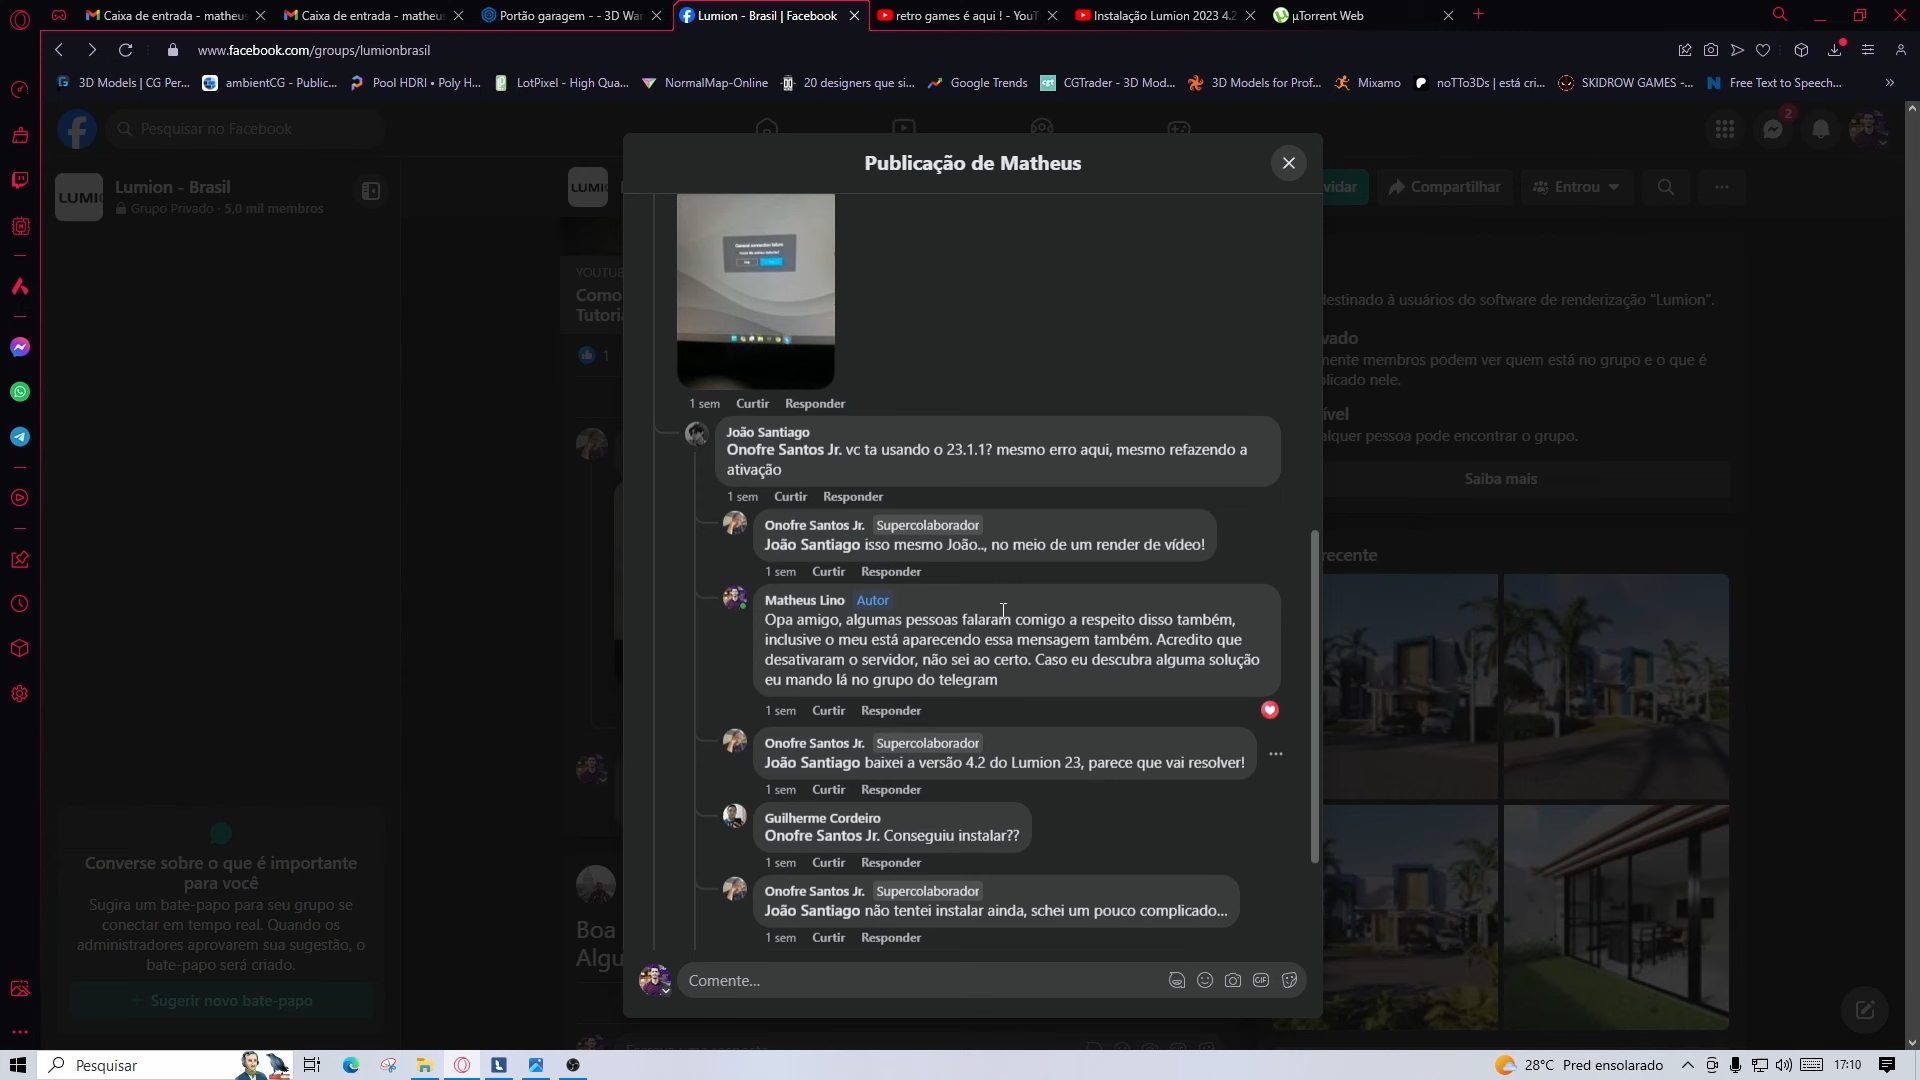 Caixa de entrada - matheus
Caixa de entrada - matheus
Portão garagem - - 3D War
Lumion - Brasil | Facebook
retro games é aqui ! - YouT
Instalação Lumion 2023 4.2
µTorrent Web
www.facebook.com/groups/lumionbrasil
3D Models | CG Per...
ambientCG - Public...
Pool HDRI • Poly H...
LotPixel - High Qua...
NormalMap-Online
20 designers que si...
Google Trends
CGTrader - 3D Mod...
3D Models for Prof...
Mixamo
noTTo3Ds | está cri...
SKIDROW GAMES -...
Free Text to Speech...
Pesquisar no Facebook
2
Publicação de Matheus
LUMI
Lumion - Brasil
Grupo Privado · 5,0 mil membros
LUMI
vidar
Compartilhar
Entrou
General connection failure
YOUTUB
Como
Tutoria
1
destinado à usuários do software de renderização "Lumion".
vado
mente membros podem ver quem está no grupo e o que é
blicado nele.
ível
alquer pessoa pode encontrar o grupo.
Saiba mais
recente
1 sem Curtir Responder
João Santiago
Onofre Santos Jr. vc ta usando o 23.1.1? mesmo erro aqui, mesmo refazendo a
ativação
1 sem Curtir Responder
Onofre Santos Jr. Supercolaborador
João Santiago isso mesmo João.., no meio de um render de vídeo!
1 sem Curtir Responder
Matheus Lino Autor
Opa amigo, algumas pessoas falaram comigo a respeito disso também,
inclusive o meu está aparecendo essa mensagem também. Acredito que
desativaram o servidor, não sei ao certo. Caso eu descubra alguma solução
eu mando lá no grupo do telegram
1 sem Curtir Responder
Onofre Santos Jr. Supercolaborador
João Santiago baixei a versão 4.2 do Lumion 23, parece que vai resolver!
1 sem Curtir Responder
Guilherme Cordeiro
Onofre Santos Jr. Conseguiu instalar??
1 sem Curtir Responder
Onofre Santos Jr. Supercolaborador
João Santiago não tentei instalar ainda, schei um pouco complicado...
1 sem Curtir Responder
Comente...
GIF
Converse sobre o que é importante
para você
Sugira um bate-papo para seu grupo se
conectar em tempo real. Quando os
administradores aprovarem sua sugestão, o
bate-papo será criado.
+ Sugerir novo bate-papo
Boa
Algu
Pesquisar
28°C Pred ensolarado
17:10